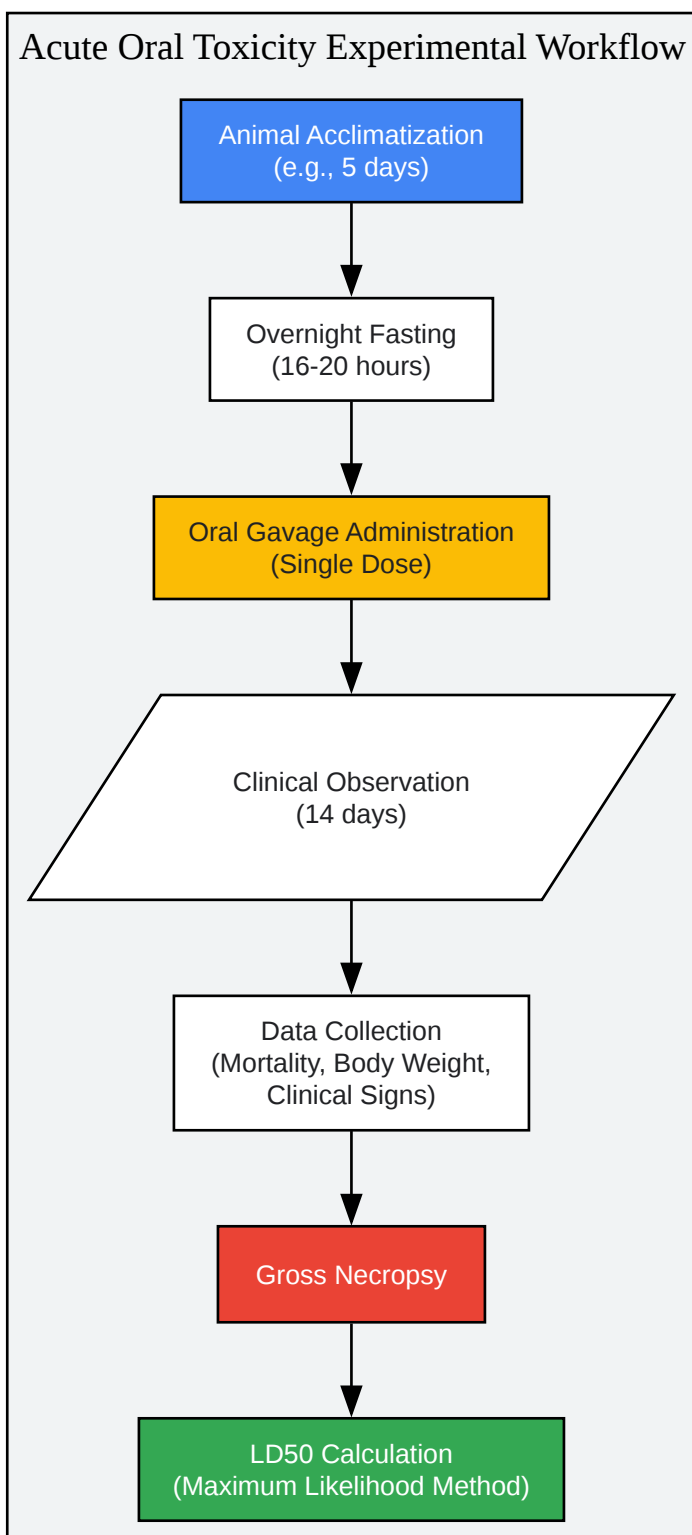 Acute Oral Toxicity Experimental Workflow
Animal Acclimatization
(e.g., 5 days)
Overnight Fasting
(16-20 hours)
Oral Gavage Administration
(Single Dose)
Clinical Observation
(14 days)
Data Collection
(Mortality, Body Weight,
Clinical Signs)
Gross Necropsy
LD50 Calculation
(Maximum Likelihood Method)